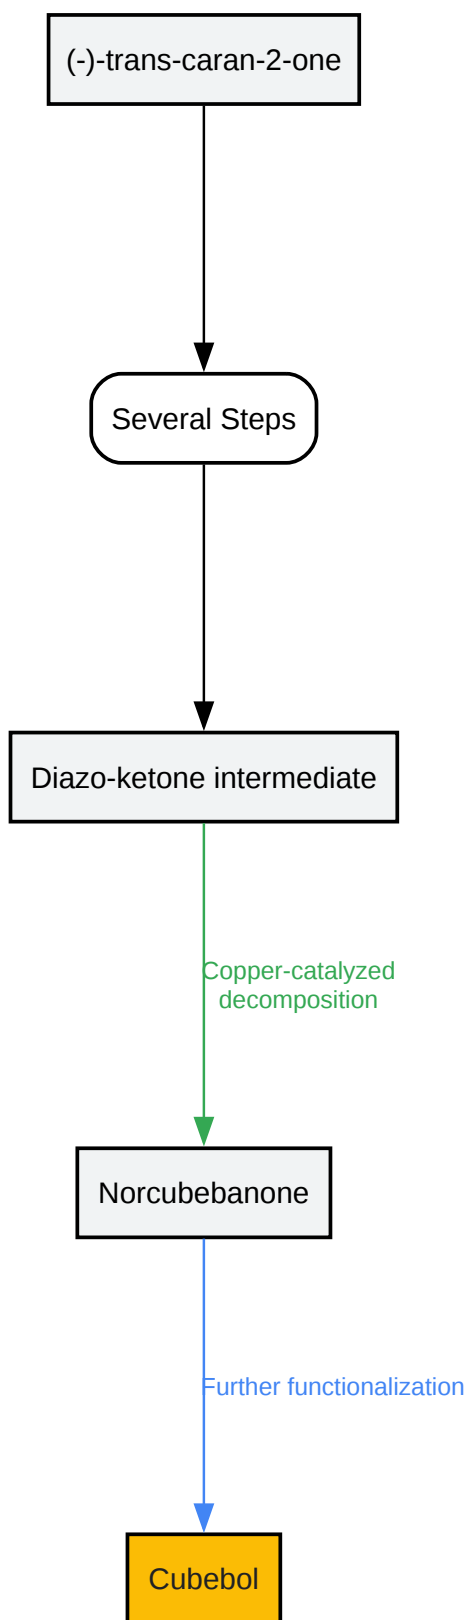 (-)-trans-caran-2-one
Several Steps
Diazo-ketone intermediate
Copper-catalyzed
decomposition
Norcubebanone
Further functionalization
Cubebol